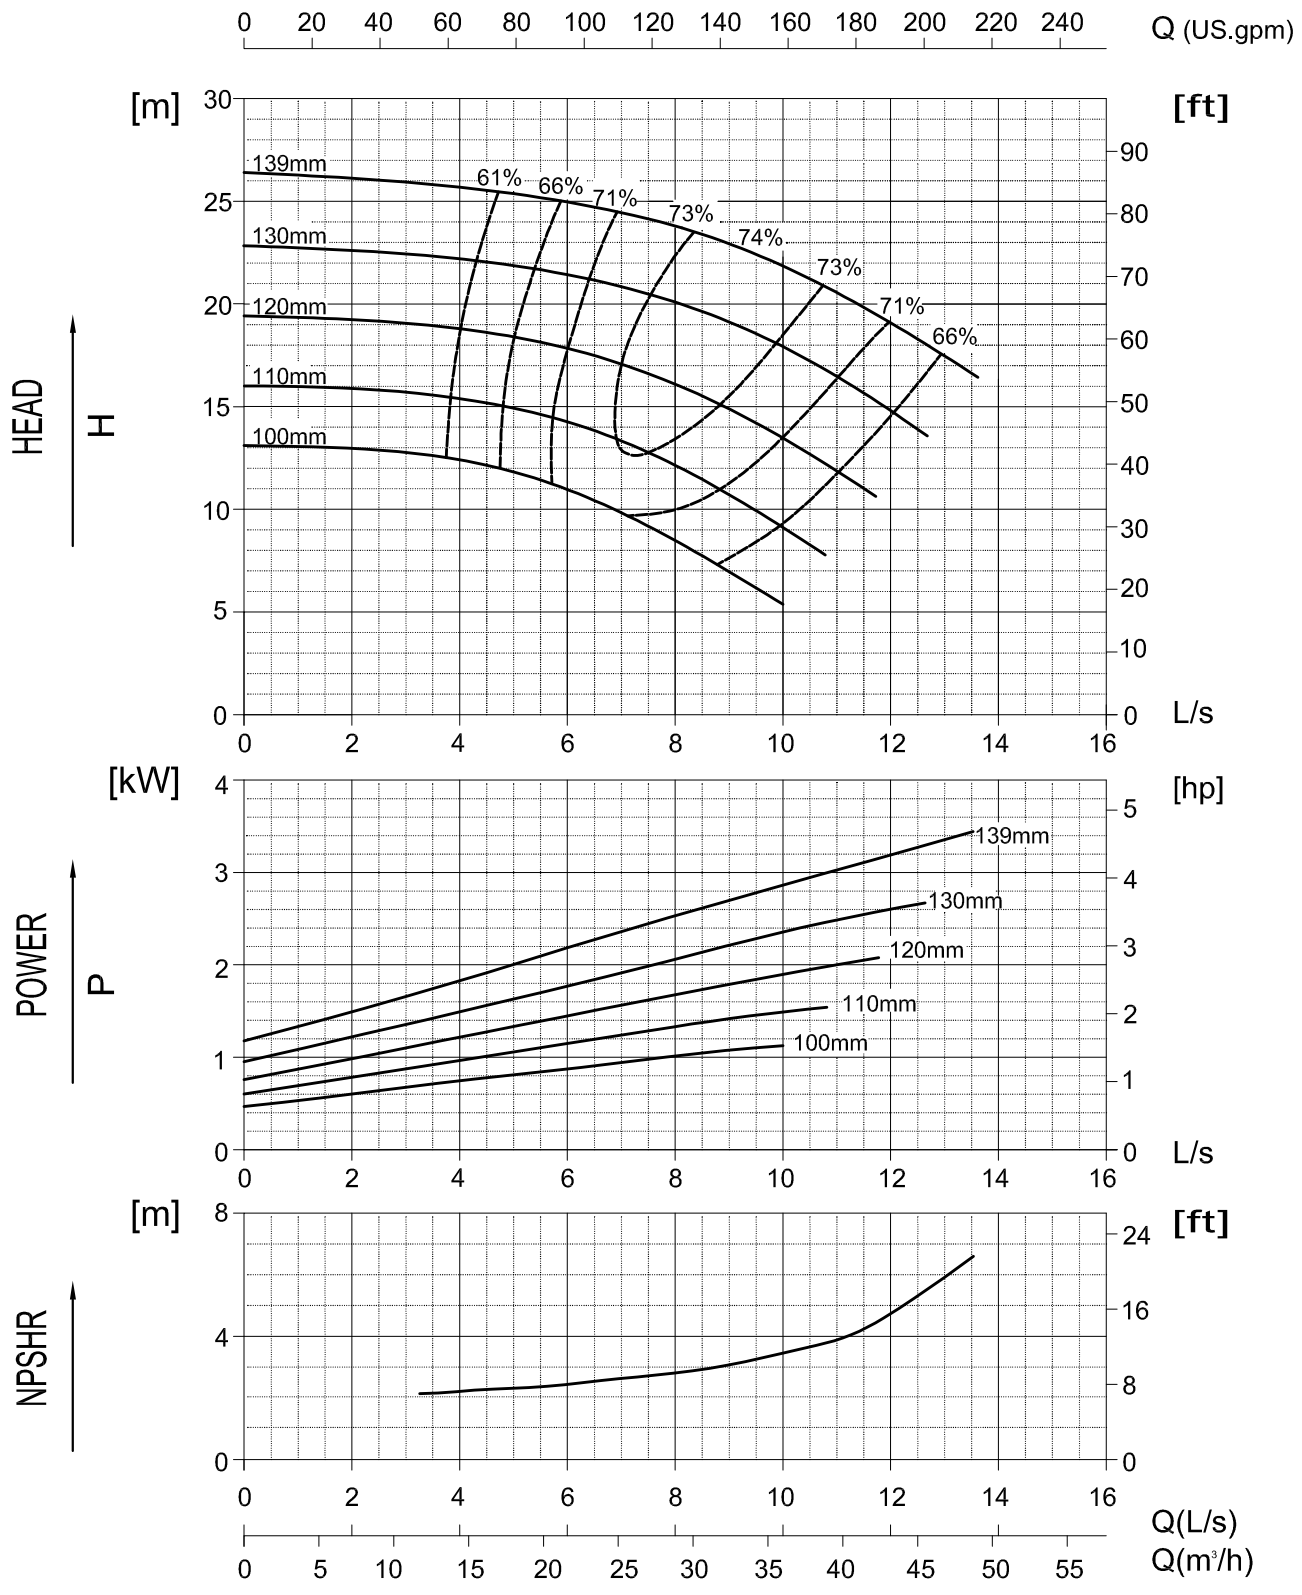 0 20 40 60 80 100 120 140 160 180 200 220 240 Q (US.gpm)
[m] 30 [ft]
139mm 61% 66% 71% 73% 74% 73% 71% 66%
130mm
120mm
110mm
100mm
25
20
15
10
5
0
90
80
70
60
50
40
30
20
10
0
HEAD
H
L/s
0 2 4 6 8 10 12 14 16
[kW] 4 [hp]
3
2
1
0
5
4
3
2
1
0
139mm
130mm
120mm
110mm
100mm
POWER
P
L/s
0 2 4 6 8 10 12 14 16
[m] 8 [ft]
4
0
24
16
8
0
NPSHR
0 2 4 6 8 10 12 14 16
Q(L/s)
0 5 10 15 20 25 30 35 40 45 50 55 Q(m³/h)